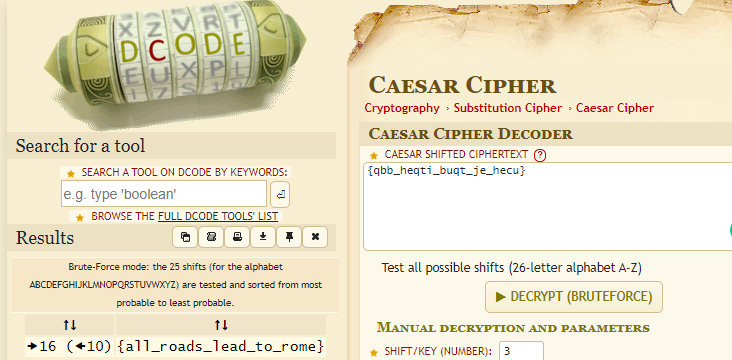 X Z V R T
D C O D E
E U X P L
Search for a tool
★ SEARCH A TOOL ON DCODE BY KEYWORDS:
e.g. type 'boolean'
★ BROWSE THE FULL DCODE TOOLS' LIST
Results
Brute-Force mode: the 25 shifts (for the alphabet
ABCDEFGHIJKLMNOPQRSTUVWXYZ) are tested and sorted from most
probable to least probable.
↑↓ ↑↓
➔16 (🡰10) {all_roads_lead_to_rome}
CAESAR CIPHER
Cryptography › Substitution Cipher › Caesar Cipher
CAESAR CIPHER DECODER
★ CAESAR SHIFTED CIPHERTEXT ?
{qbb_heqti_buqt_je_hecu}
Test all possible shifts (26-letter alphabet A-Z)
▶ DECRYPT (BRUTEFORCE)
MANUAL DECRYPTION AND PARAMETERS
★ SHIFT/KEY (NUMBER): 3